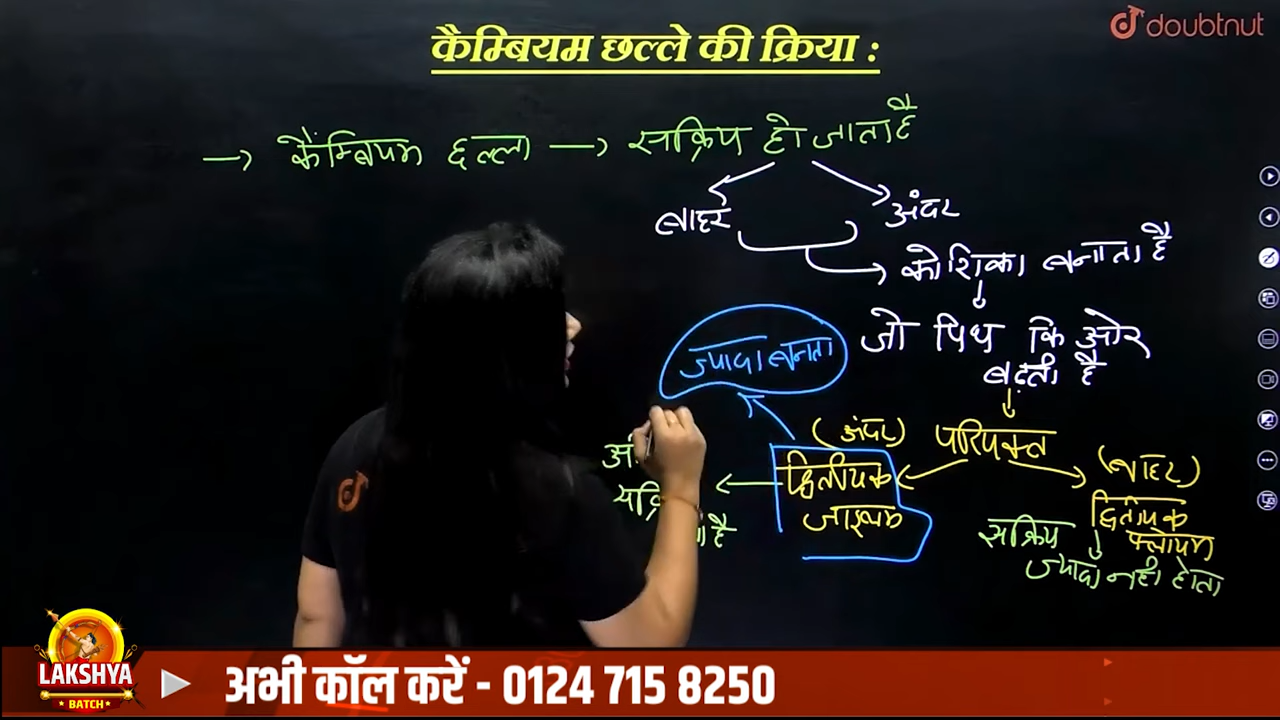 कैम्बियम छल्ले की क्रिया :
doubtnut
→ कैम्बियम छल्ला → सक्रिय हो जाता है
बाहर
अंदर
कोशिका बनाता है
जो पिथ कि ओर
बढ़ती है
ज्यादा बनता
(अंदर) परिपक्व (बाहर)
द्वितीयक
जाइलम
द्वितीयक
फ्लोएम
सक्रिय
ज्यादा नहीं होता
है
LAKSHYA
BATCH
अभी कॉल करें - 0124 715 8250